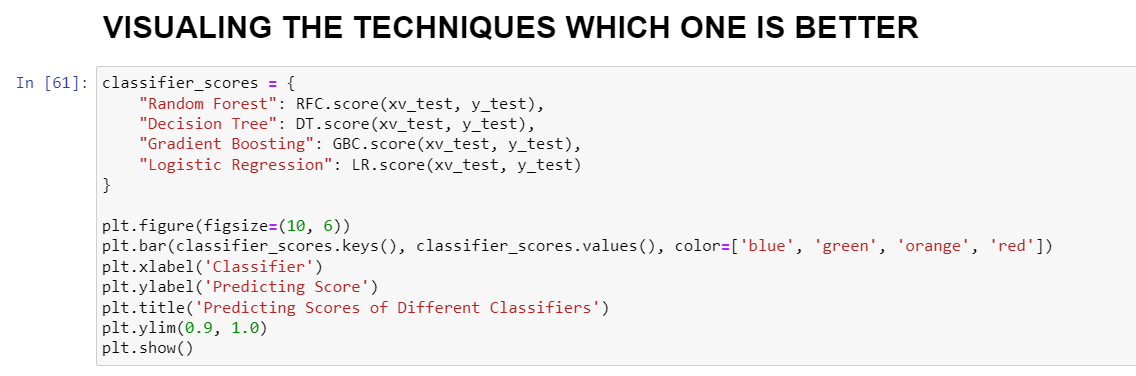 VISUALING THE TECHNIQUES WHICH ONE IS BETTER
In [61]: classifier_scores = {
    "Random Forest": RFC.score(xv_test, y_test),
    "Decision Tree": DT.score(xv_test, y_test),
    "Gradient Boosting": GBC.score(xv_test, y_test),
    "Logistic Regression": LR.score(xv_test, y_test)
}
plt.figure(figsize=(10, 6))
plt.bar(classifier_scores.keys(), classifier_scores.values(), color=['blue', 'green', 'orange', 'red'])
plt.xlabel('Classifier')
plt.ylabel('Predicting Score')
plt.title('Predicting Scores of Different Classifiers')
plt.ylim(0.9, 1.0)
plt.show()